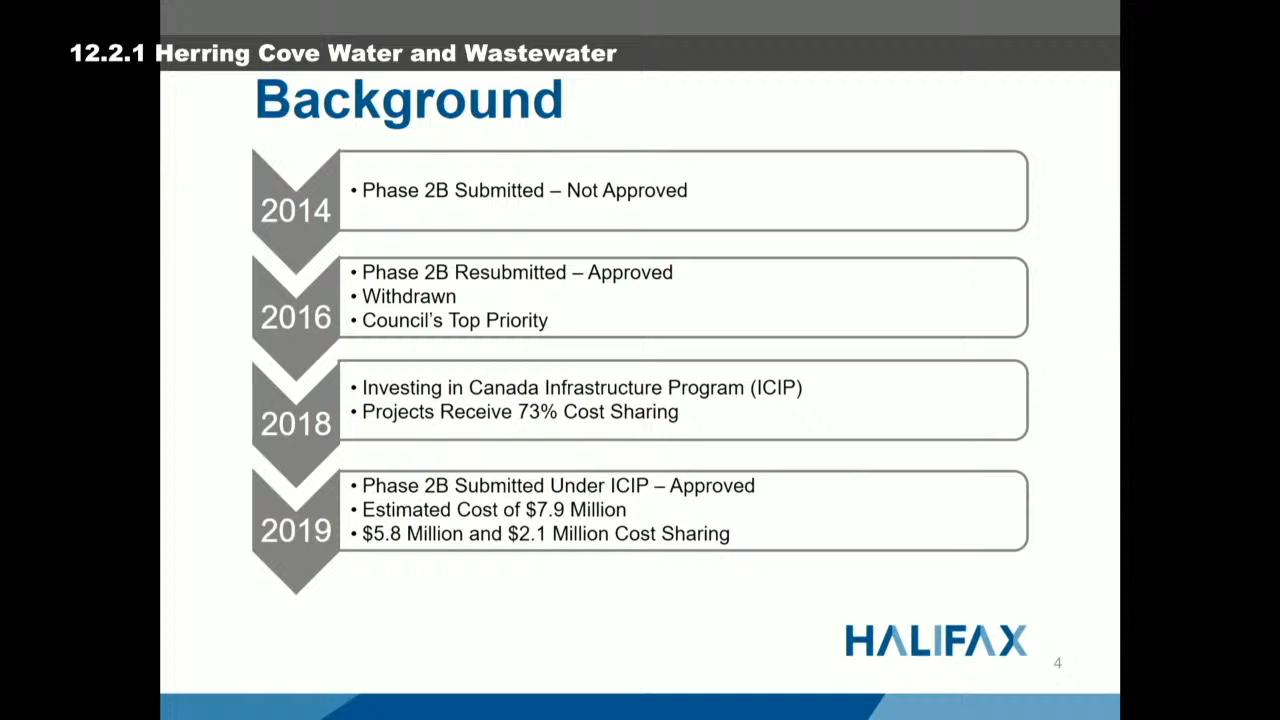 12.2.1 Herring Cove Water and Wastewater
Background
2014
• Phase 2B Submitted – Not Approved
2016
• Phase 2B Resubmitted – Approved
• Withdrawn
• Council's Top Priority
2018
• Investing in Canada Infrastructure Program (ICIP)
• Projects Receive 73% Cost Sharing
2019
• Phase 2B Submitted Under ICIP – Approved
• Estimated Cost of $7.9 Million
• $5.8 Million and $2.1 Million Cost Sharing
HALIFAX
4